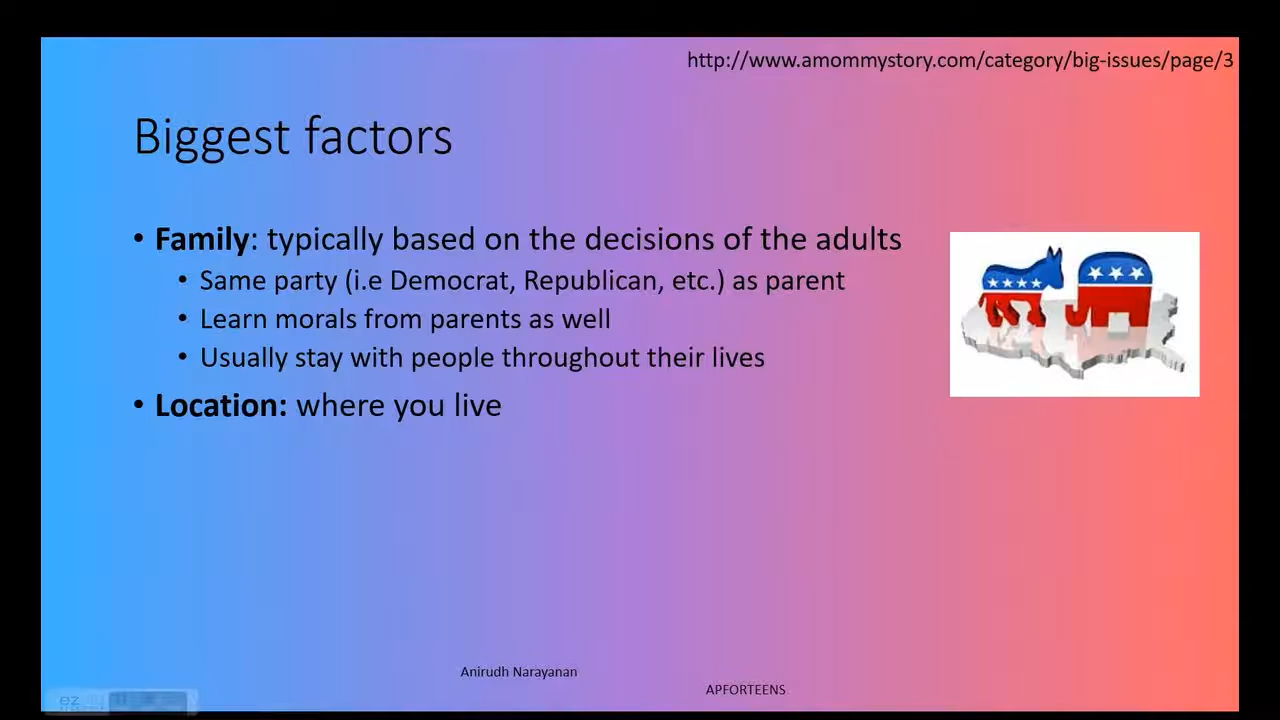 http://www.amommystory.com/category/big-issues/page/3
Biggest factors
• Family: typically based on the decisions of the adults
• Same party (i.e Democrat, Republican, etc.) as parent
• Learn morals from parents as well
• Usually stay with people throughout their lives
• Location: where you live
Anirudh Narayanan
APFORTEENS
ez